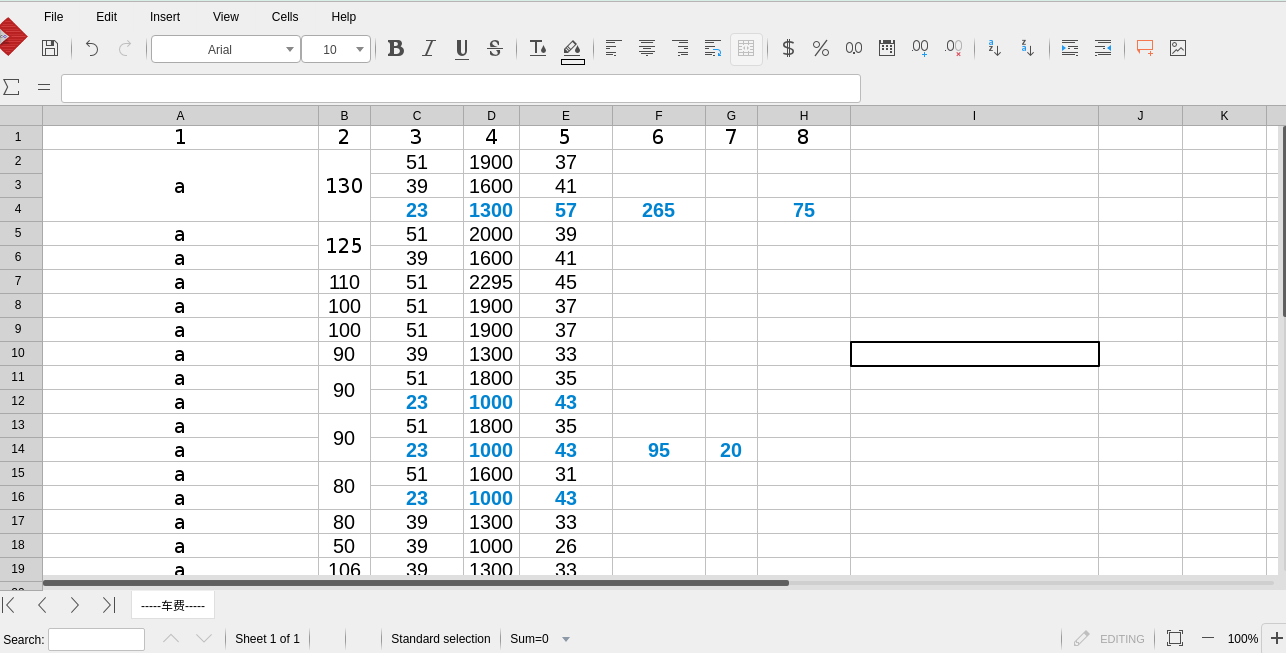 File Edit Insert View Cells Help
Arial 10 B I U S T $ % 0,0 .00 .0
Σ =
A B C D E F G H I J K
1 1 2 3 4 5 6 7 8
2 51 1900 37
3 a 130 39 1600 41
4 23 1300 57 265 75
5 a 51 2000 39
125
6 a 39 1600 41
7 a 110 51 2295 45
8 a 100 51 1900 37
9 a 100 51 1900 37
10 a 90 39 1300 33
11 a 51 1800 35
90
12 a 23 1000 43
13 a 51 1800 35
90
14 a 23 1000 43 95 20
15 a 51 1600 31
80
16 a 23 1000 43
17 a 80 39 1300 33
18 a 50 39 1000 26
19 a 106 39 1300 33
-----车费-----
Search: Sheet 1 of 1 Standard selection Sum=0 EDITING 100%